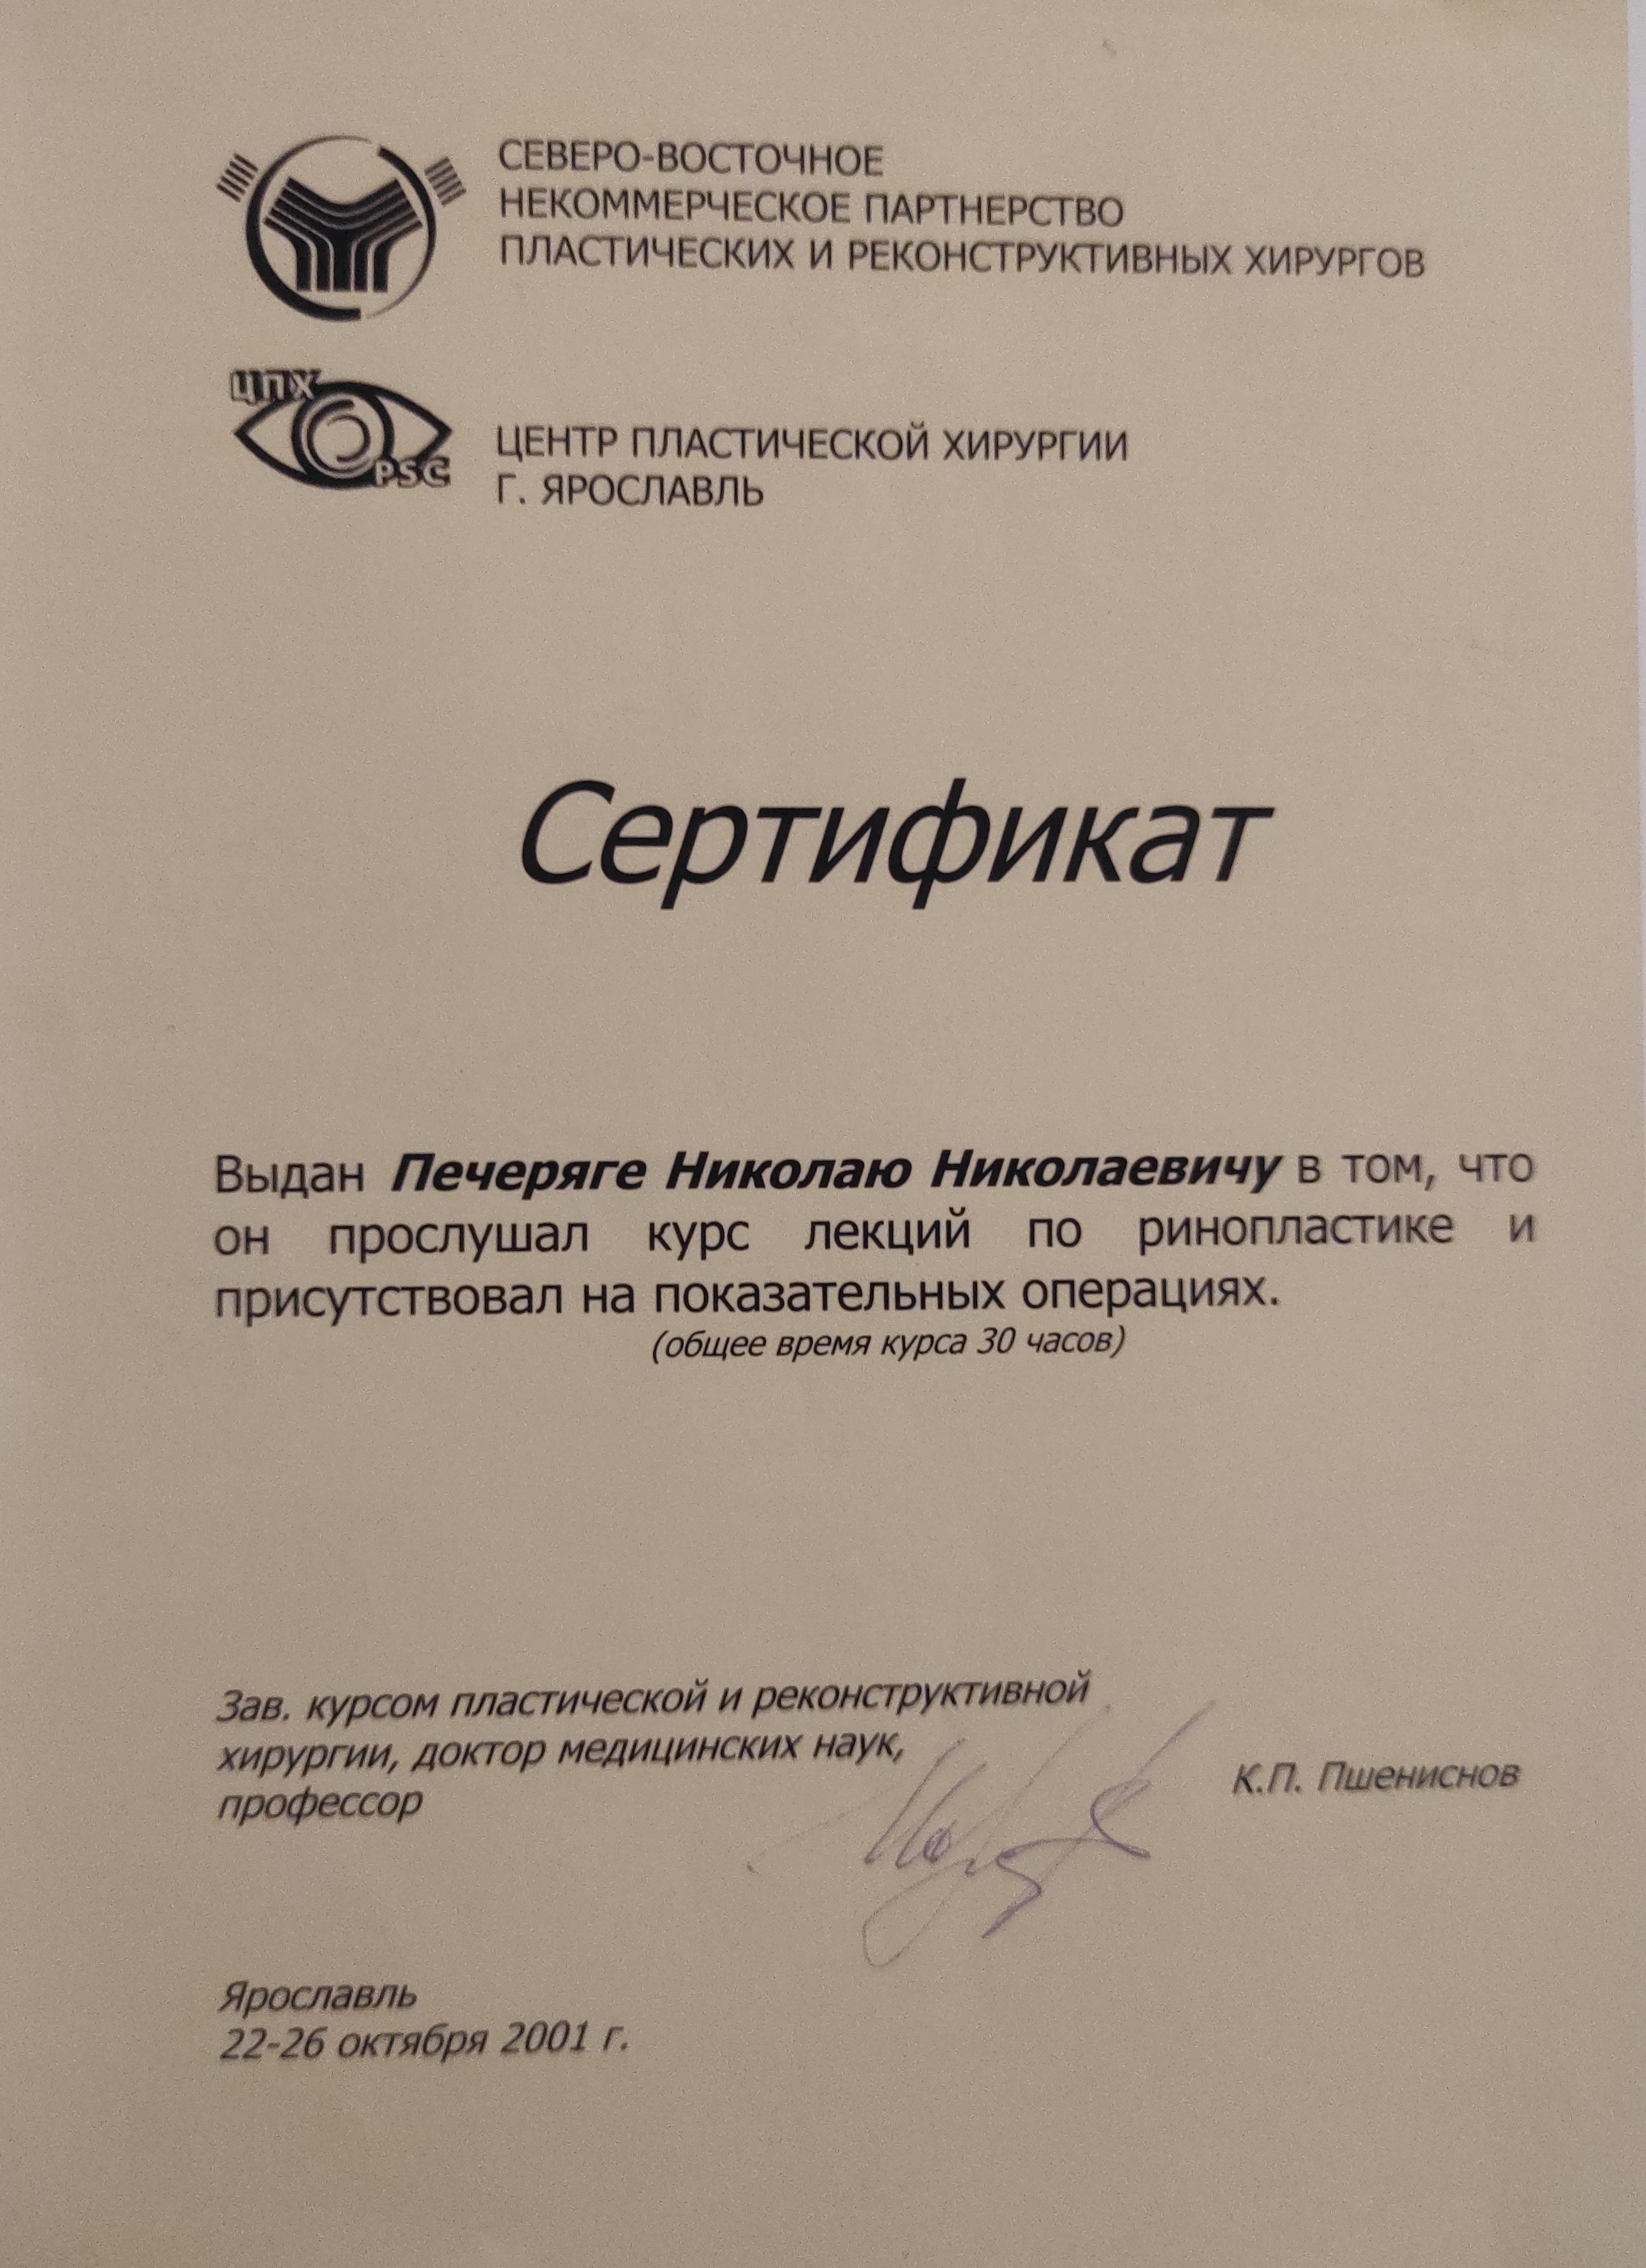 СЕВЕРО-ВОСТОЧНОЕ
НЕКОММЕРЧЕСКОЕ ПАРТНЕРСТВО
ПЛАСТИЧЕСКИХ И РЕКОНСТРУКТИВНЫХ ХИРУРГОВ
ЦПХ
PSC
ЦЕНТР ПЛАСТИЧЕСКОЙ ХИРУРГИИ
Г. ЯРОСЛАВЛЬ
Сертификат
Выдан Печеряге Николаю Николаевичу в том, что
он прослушал курс лекций по ринопластике и
присутствовал на показательных операциях.
(общее время курса 30 часов)
Зав. курсом пластической и реконструктивной
хирургии, доктор медицинских наук,
профессор
К.П. Пшениснов
Ярославль
22-26 октября 2001 г.